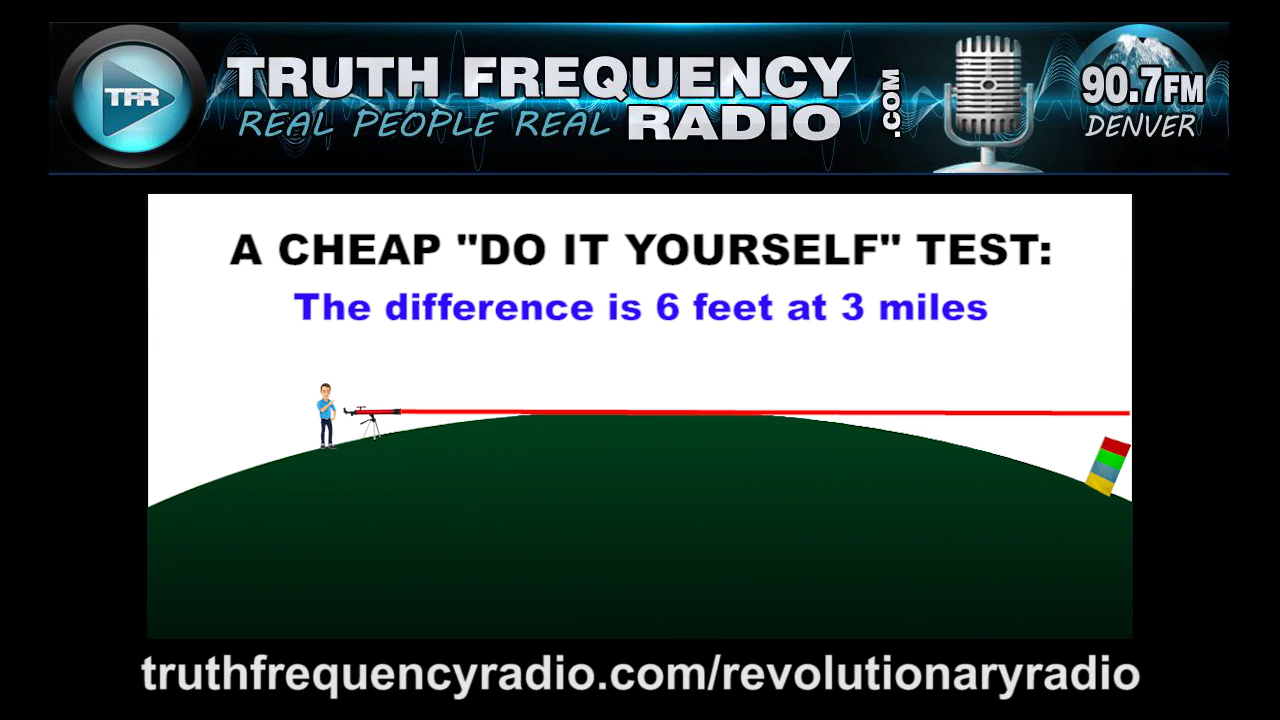 TFR
TRUTH FREQUENCY
REAL PEOPLE REAL RADIO
.COM
90.7FM
DENVER
A CHEAP "DO IT YOURSELF" TEST:
The difference is 6 feet at 3 miles
truthfrequencyradio.com/revolutionaryradio